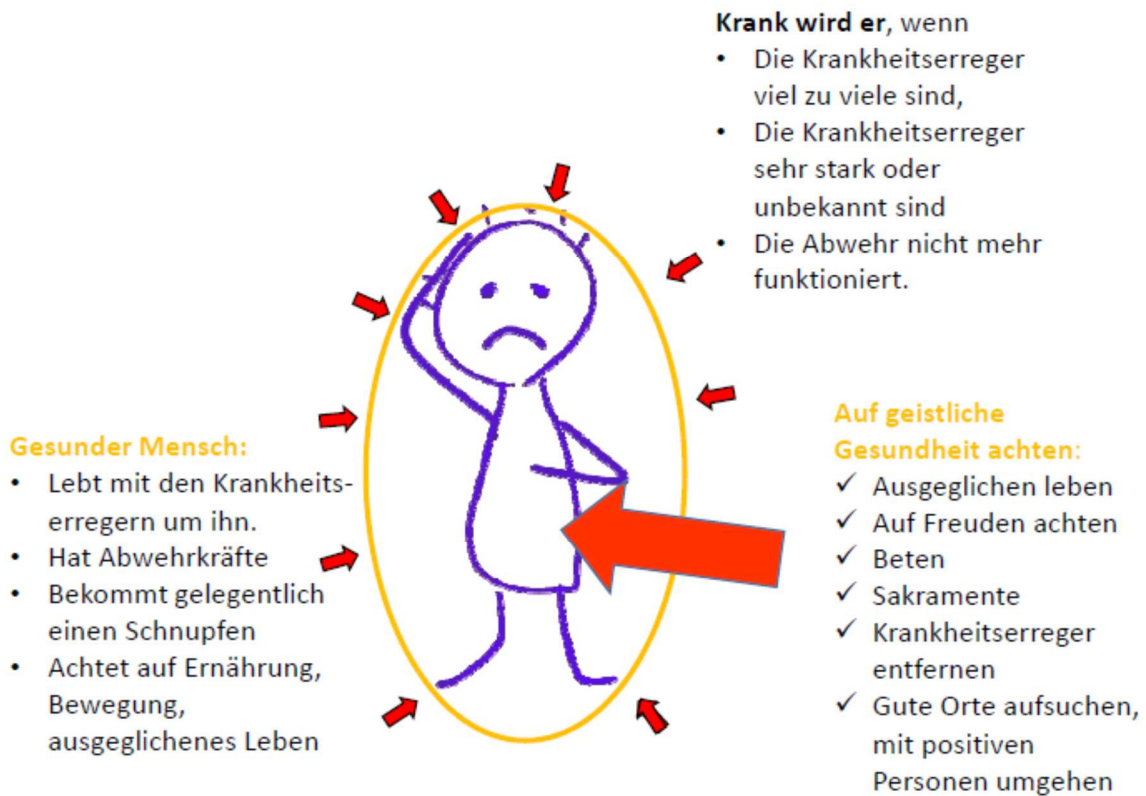 Krank wird er, wenn
• Die Krankheitserreger
viel zu viele sind,
• Die Krankheitserreger
sehr stark oder
unbekannt sind
• Die Abwehr nicht mehr
funktioniert.
Gesunder Mensch:
• Lebt mit den Krankheits-
erregern um ihn.
• Hat Abwehrkräfte
• Bekommt gelegentlich
einen Schnupfen
• Achtet auf Ernährung,
Bewegung,
ausgeglichenes Leben
Auf geistliche
Gesundheit achten:
✓ Ausgeglichen leben
✓ Auf Freuden achten
✓ Beten
✓ Sakramente
✓ Krankheitserreger
entfernen
✓ Gute Orte aufsuchen,
mit positiven
Personen umgehen